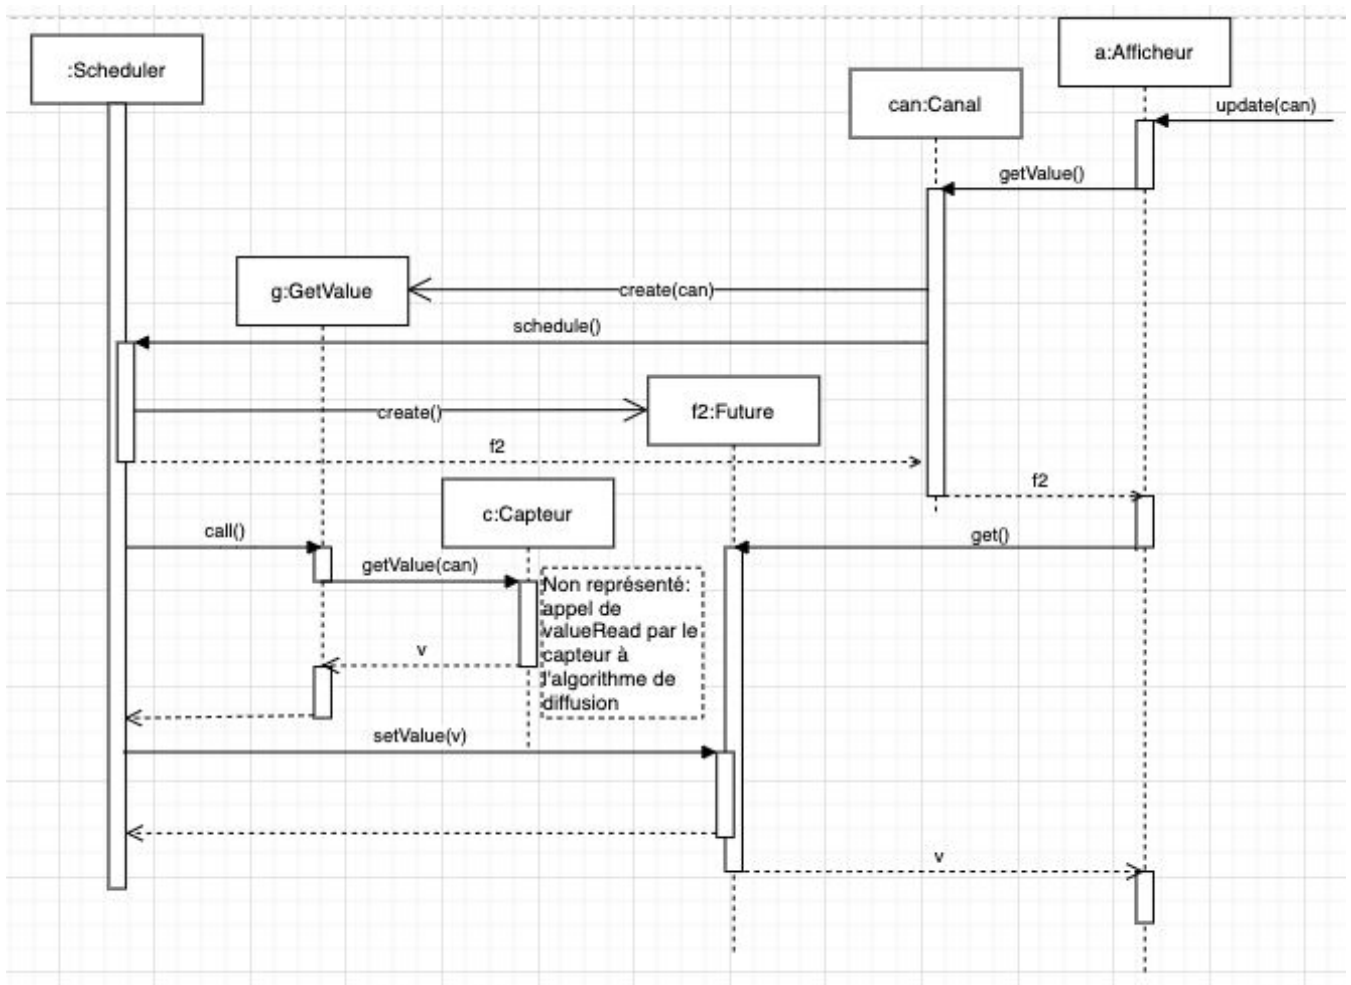 :Scheduler
a:Afficheur
can:Canal
update(can)
getValue()
g:GetValue
create(can)
schedule()
create()
f2:Future
f2
f2
c:Capteur
call()
get()
getValue(can)
Non représenté:
appel de
valueRead par le
capteur à
l'algorithme de
diffusion
v
setValue(v)
v